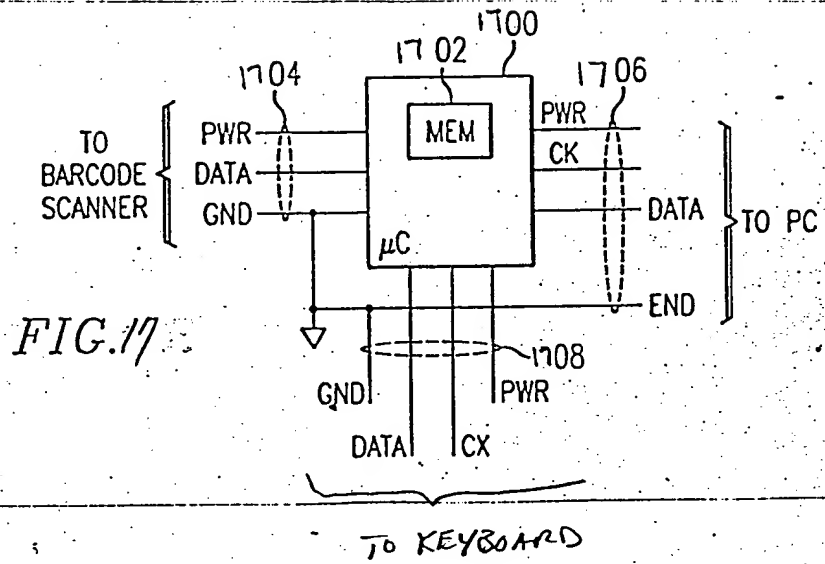 1700
1702
1704
1706
PWR
MEM
PWR
CK
TO
BARCODE
SCANNER
DATA
GND
DATA
TO PC
µC
END
FIG.17
1708
GND
PWR
DATA
CX
TO KEYBOARD